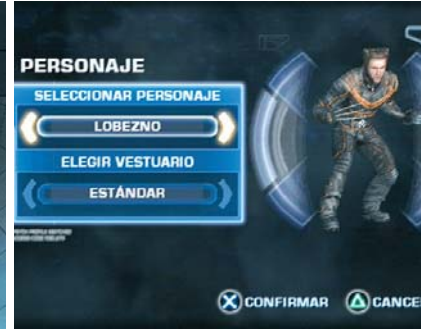 PERSONAJE
SELECCIONAR PERSONAJE
LOBEZNO
ELEGIR VESTUARIO
ESTÁNDAR
CONFIRMAR
CANCE